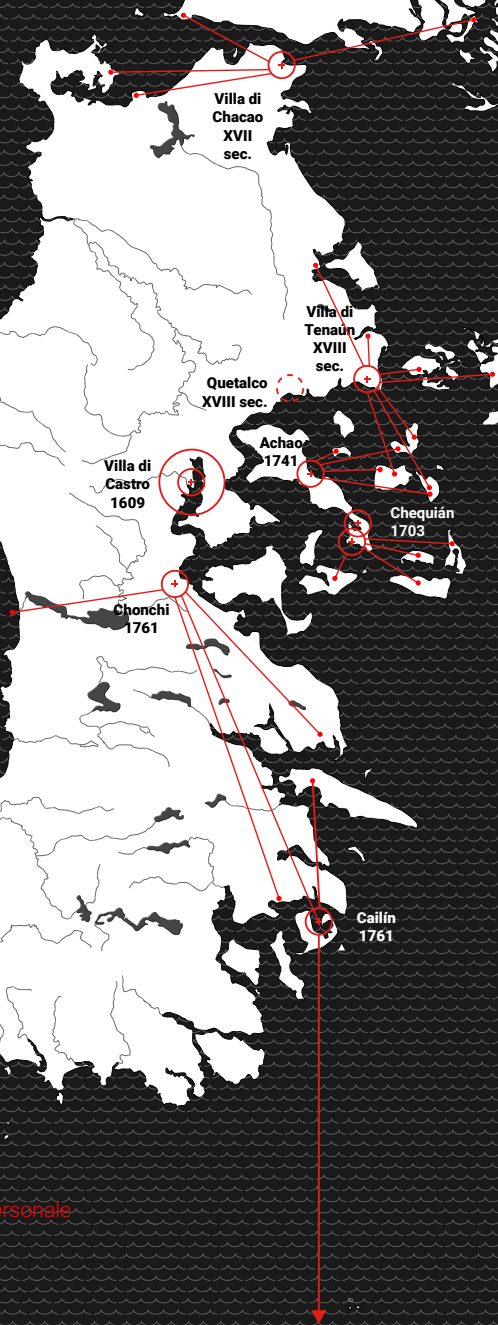 Villa di
Chacao
XVII
sec.
Villa di
Tenaun
XVIII
sec.
Quetalco
XVIII sec.
Achao
1741
Villa di
Castro
1609
Chequián
1703
Chonchi
1761
Cailín
1761
ersonale